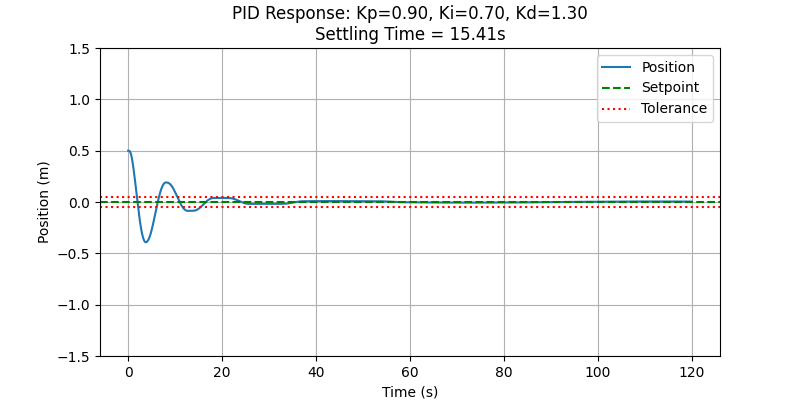 PID Response: Kp=0.90, Ki=0.70, Kd=1.30
Settling Time = 15.41s
1.5
1.0
0.5
0.0
−0.5
−1.0
−1.5
Position (m)
Position
Setpoint
Tolerance
0 20 40 60 80 100 120
Time (s)